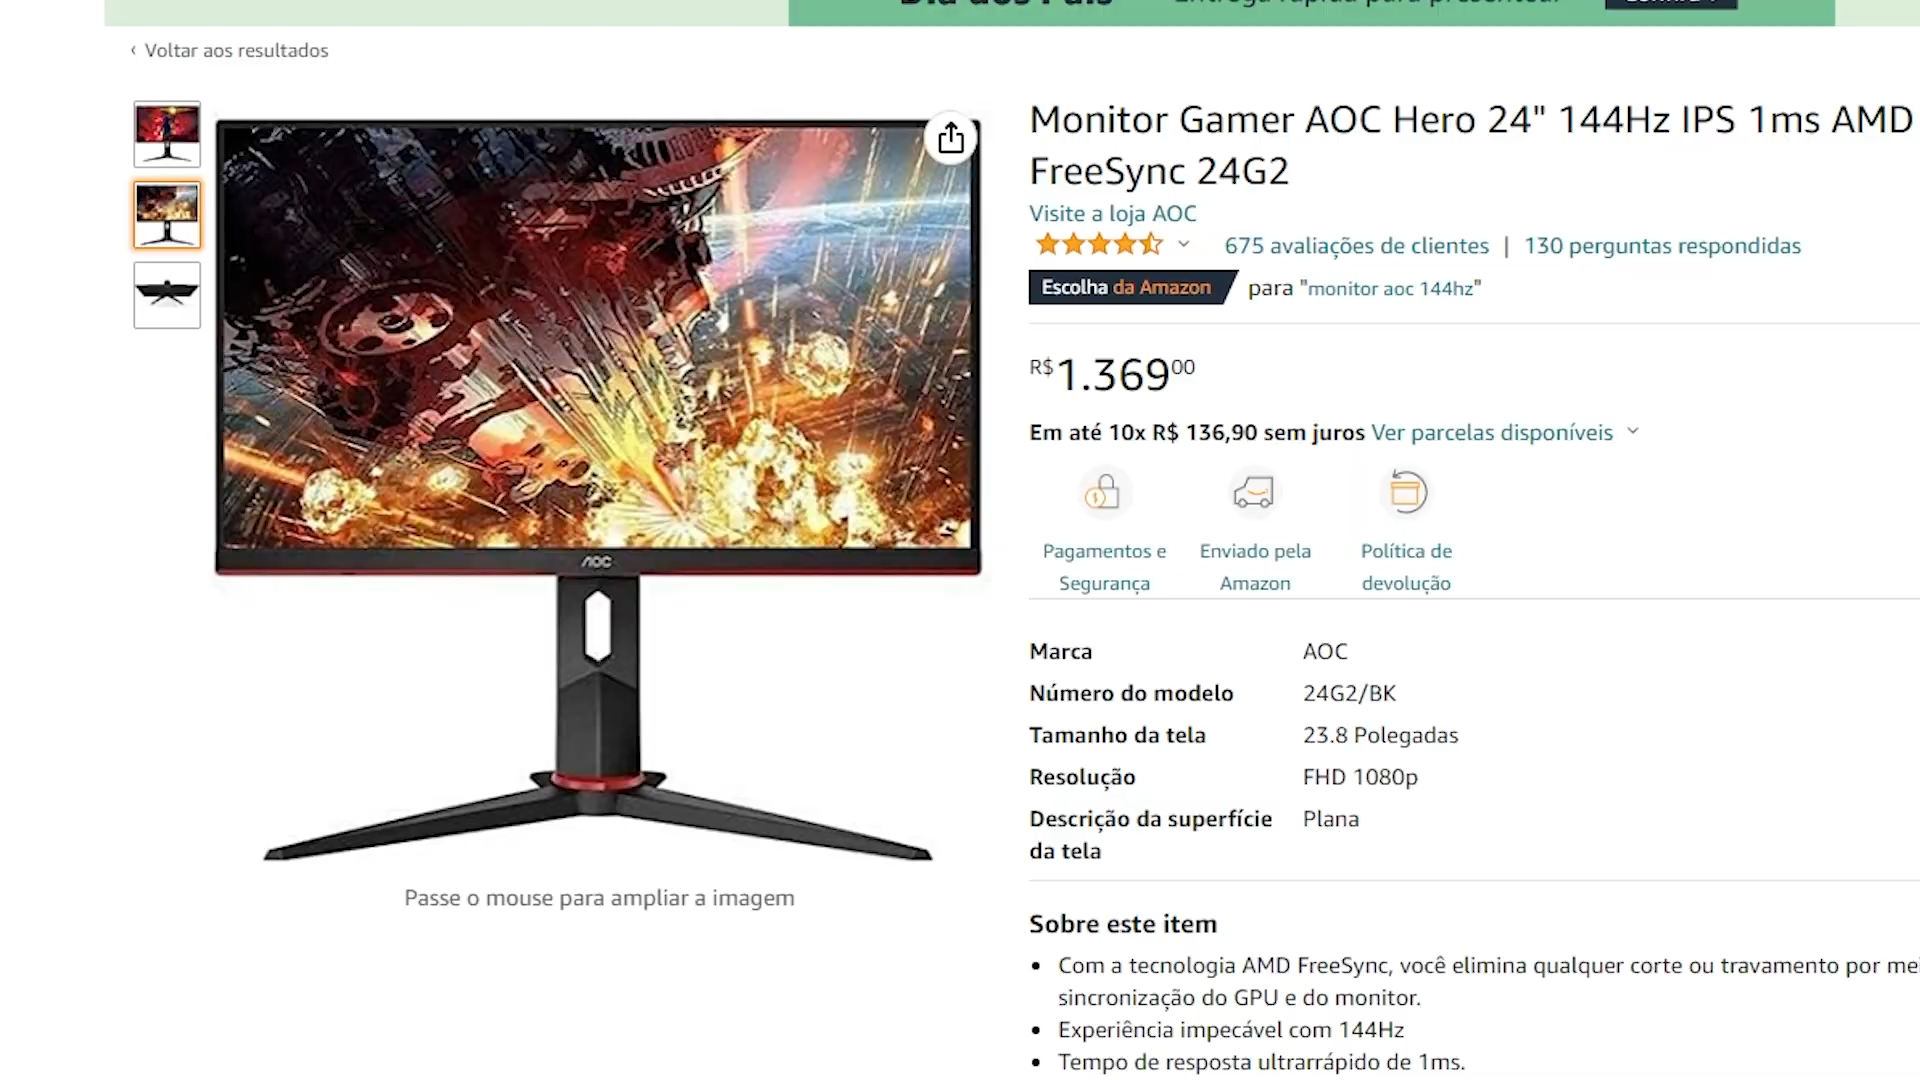 Dia dos Pais
‹ Voltar aos resultados
Monitor Gamer AOC Hero 24" 144Hz IPS 1ms AMD
FreeSync 24G2
Visite a loja AOC
675 avaliações de clientes | 130 perguntas respondidas
Escolha da Amazon para "monitor aoc 144hz"
R$ 1.369 00
Em até 10x R$ 136,90 sem juros Ver parcelas disponíveis
Pagamentos e
Segurança
Enviado pela
Amazon
Política de
devolução
AOC
Marca AOC
Número do modelo 24G2/BK
Tamanho da tela 23.8 Polegadas
Resolução FHD 1080p
Descrição da superfície Plana
da tela
Passe o mouse para ampliar a imagem
Sobre este item
• Com a tecnologia AMD FreeSync, você elimina qualquer corte ou travamento por
sincronização do GPU e do monitor.
• Experiência impecável com 144Hz
• Tempo de resposta ultrarrápido de 1ms.